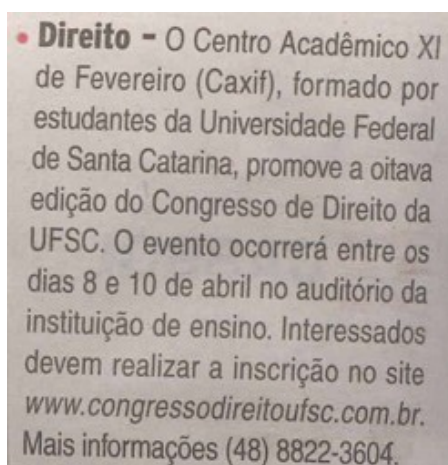 • Direito - O Centro Acadêmico XI
de Fevereiro (Caxif), formado por
estudantes da Universidade Federal
de Santa Catarina, promove a oitava
edição do Congresso de Direito da
UFSC. O evento ocorrerá entre os
dias 8 e 10 de abril no auditório da
instituição de ensino. Interessados
devem realizar a inscrição no site
www.congressodireitoufsc.com.br.
Mais informações (48) 8822-3604.